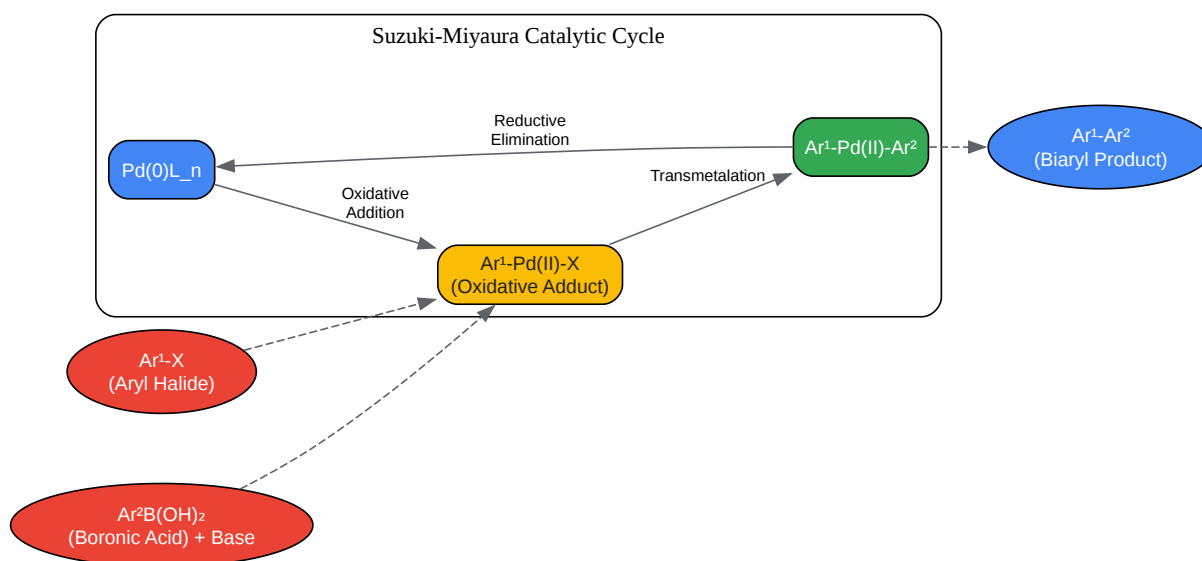 Suzuki-Miyaura Catalytic Cycle
Reductive
Elimination
Ar¹-Pd(II)-Ar²
Ar¹-Ar²
(Biaryl Product)
Pd(0)L_n
Transmetalation
Oxidative
Addition
Ar¹-Pd(II)-X
(Oxidative Adduct)
Ar¹-X
(Aryl Halide)
Ar²B(OH)₂
(Boronic Acid) + Base